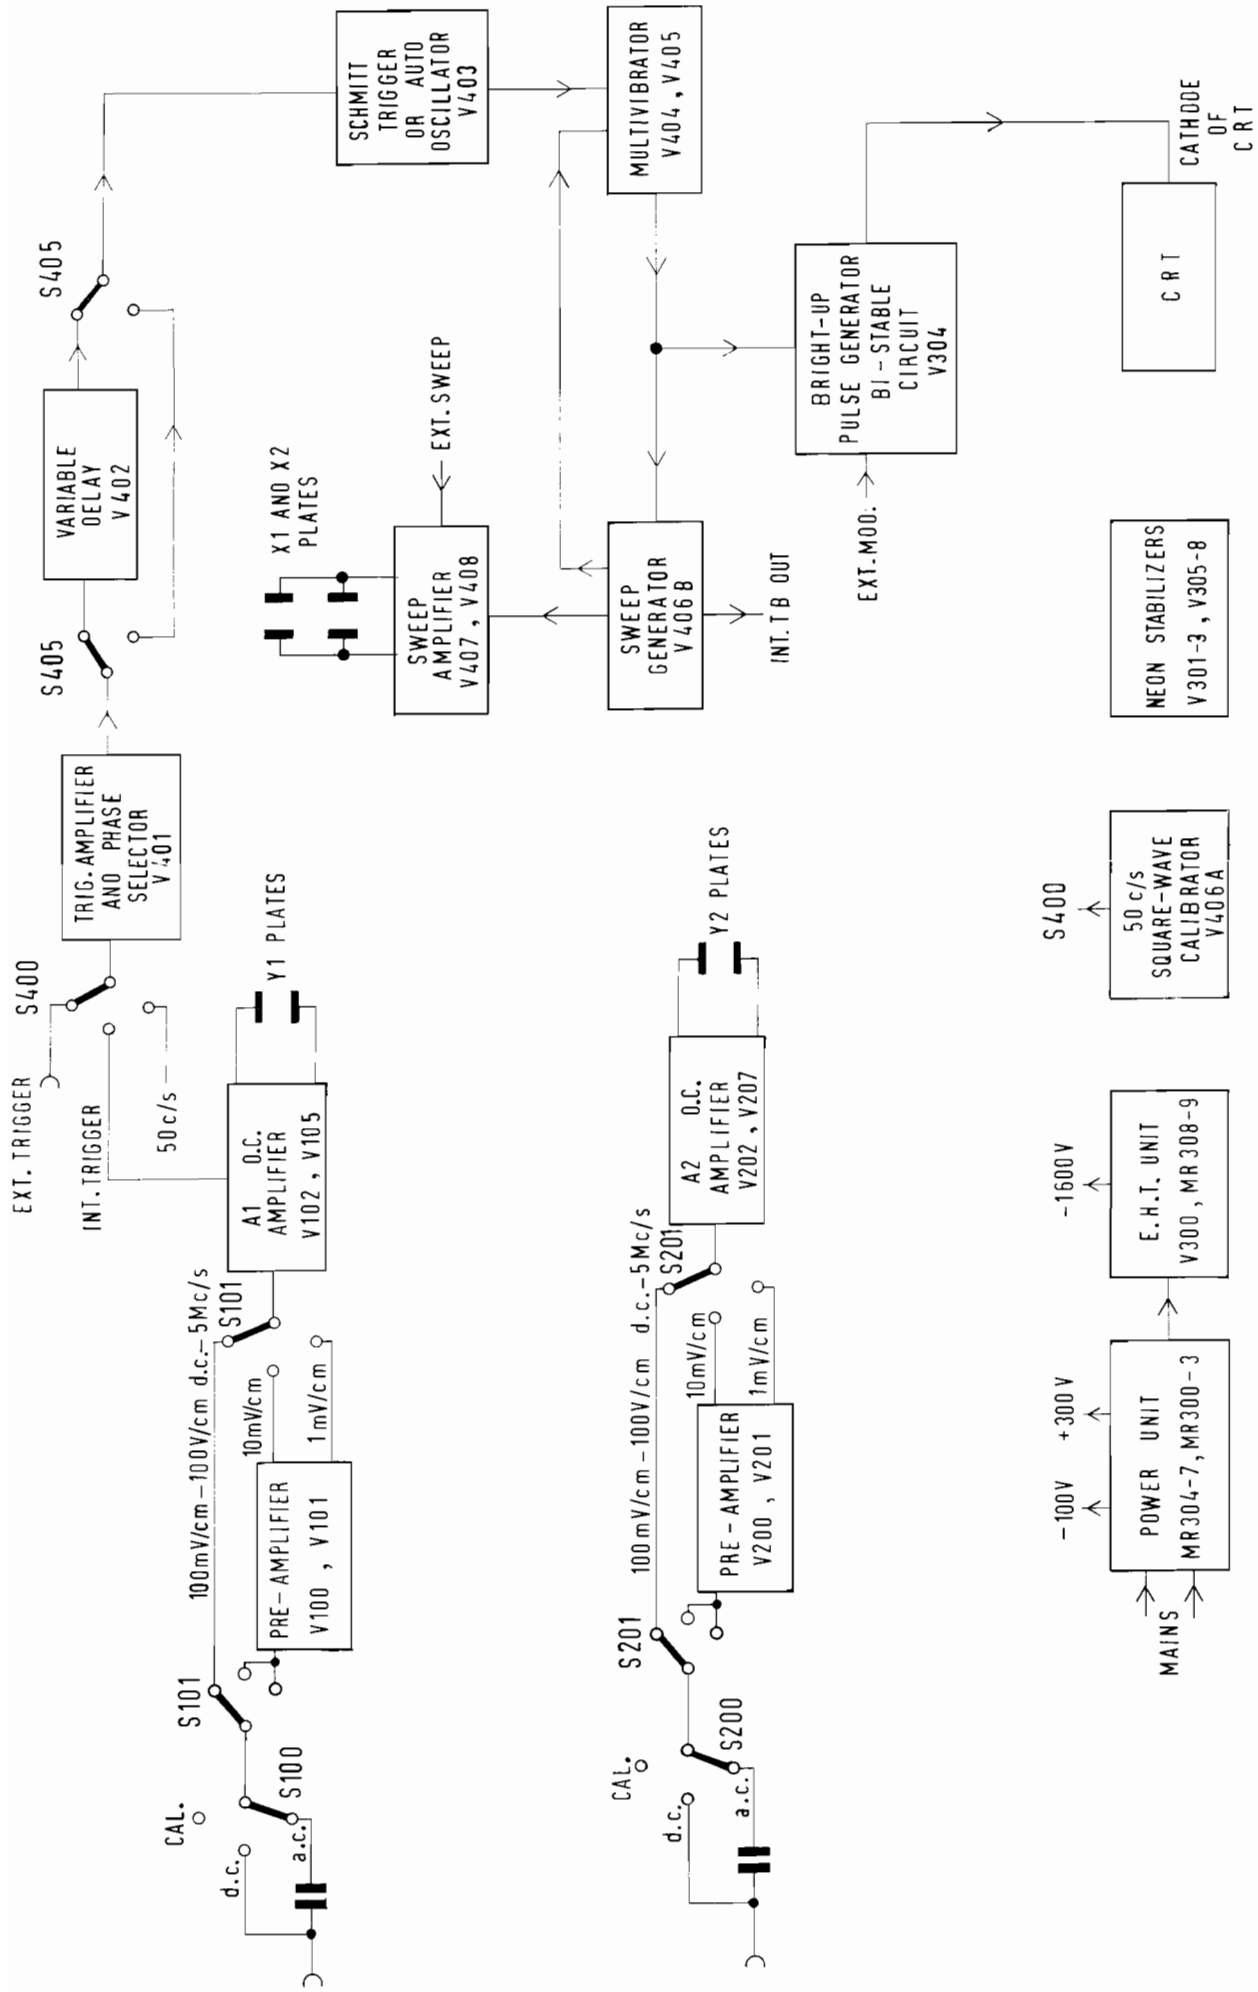 EXT. TRIGGER
INT. TRIGGER
50c/s
S400
TRIG. AMPLIFIER
AND PHASE
SELECTOR
V401
S405
VARIABLE
DELAY
V402
S405
SCHMITT
TRIGGER
OR AUTO
OSCILLATOR
V403
CAL.
d.c.
a.c.
S100
S101
100mV/cm-100V/cm d.c.-5Mc/s
PRE-AMPLIFIER
V100, V101
10mV/cm
1mV/cm
S101
A1 D.C.
AMPLIFIER
V102, V105
Y1 PLATES
X1 AND X2
PLATES
SWEEP
AMPLIFIER
V407, V408
EXT. SWEEP
MULTIVIBRATOR
V404, V405
SWEEP
GENERATOR
V406B
INT. T B OUT
CAL.
d.c.
a.c.
S200
S201
100mV/cm-100V/cm d.c.-5Mc/s
PRE-AMPLIFIER
V200, V201
10mV/cm
1mV/cm
S201
A2 D.C.
AMPLIFIER
V202, V207
Y2 PLATES
EXT. MOD.
BRIGHT-UP
PULSE GENERATOR
BI-STABLE
CIRCUIT
V304
MAINS
-100V
+300V
POWER UNIT
MR304-7, MR300-3
-1600V
E.H.T. UNIT
V300, MR308-9
S400
50c/s
SQUARE-WAVE
CALIBRATOR
V406A
NEON STABILIZERS
V301-3, V305-8
CRT
CATHODE
OF
CRT